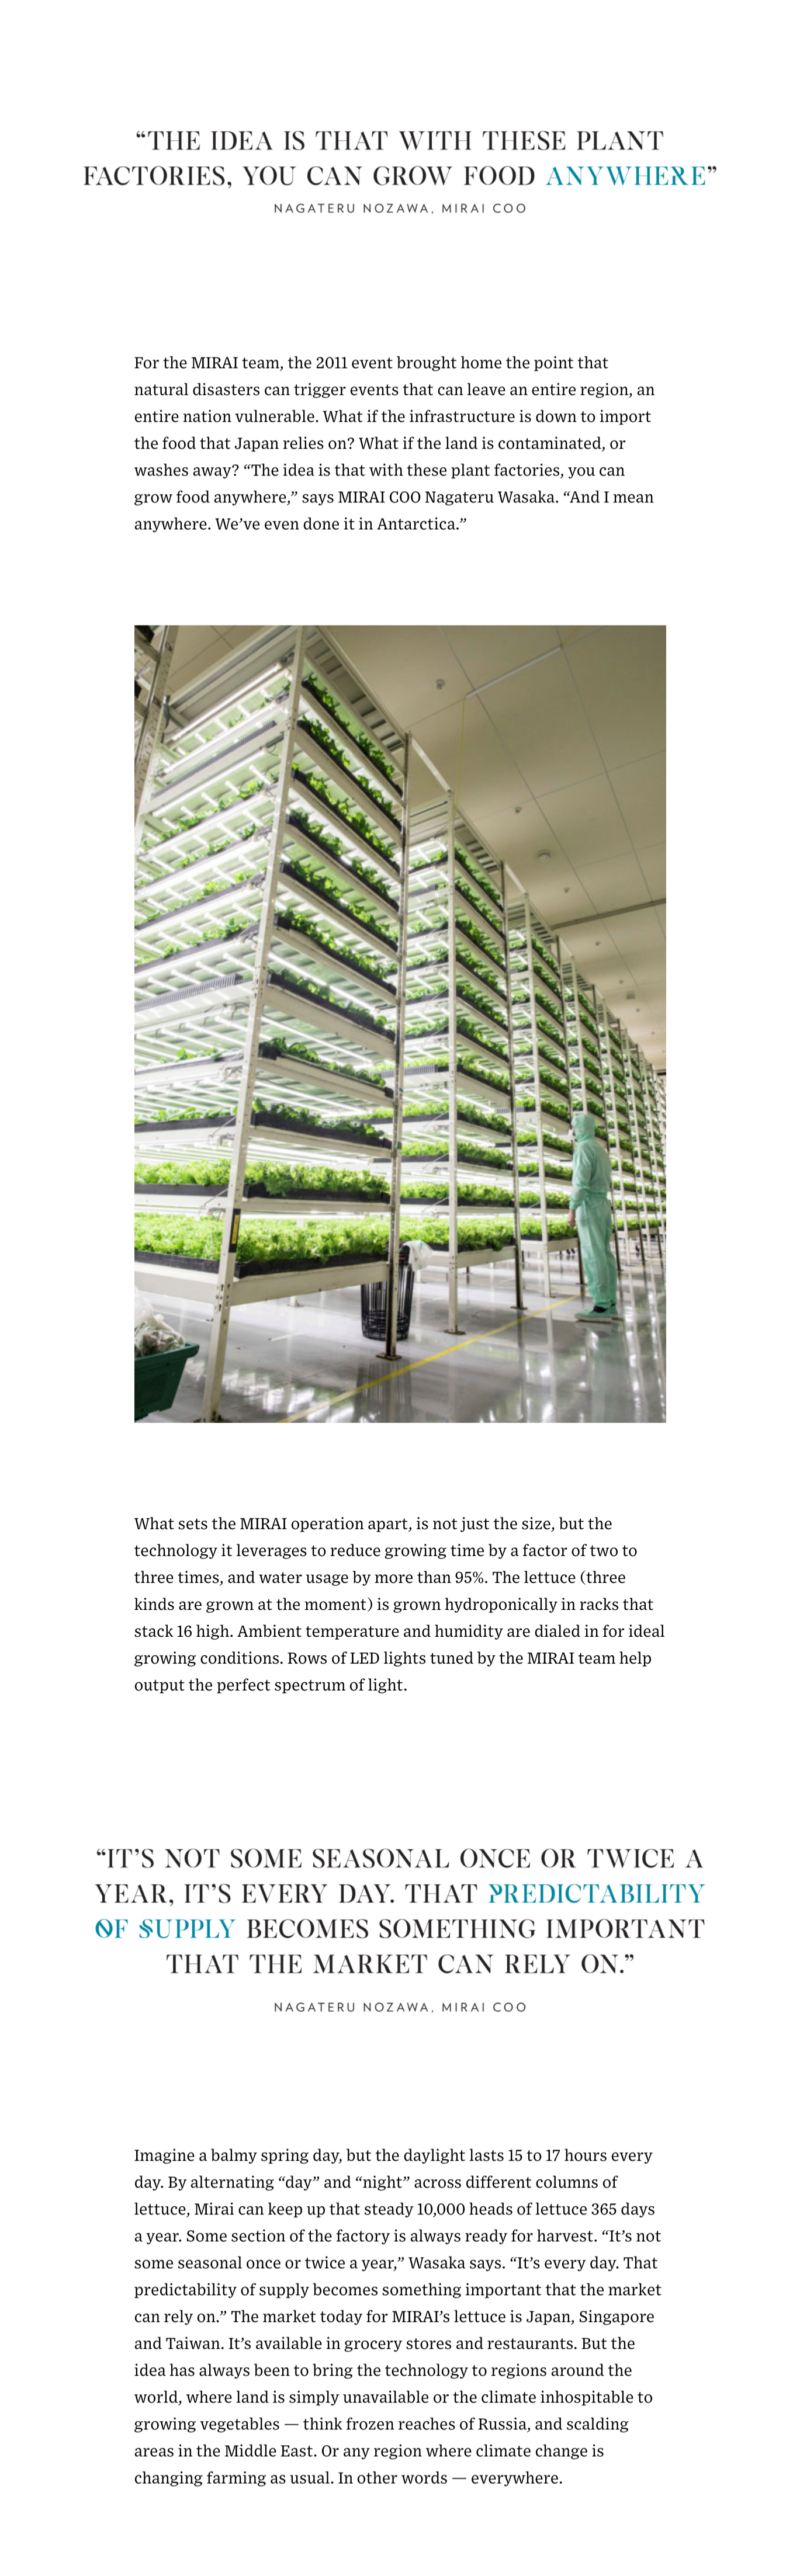 “THE IDEA IS THAT WITH THESE PLANT
FACTORIES, YOU CAN GROW FOOD ANYWHERE”
NAGATERU NOZAWA, MIRAI COO
For the MIRAI team, the 2011 event brought home the point that
natural disasters can trigger events that can leave an entire region, an
entire nation vulnerable. What if the infrastructure is down to import
the food that Japan relies on? What if the land is contaminated, or
washes away? “The idea is that with these plant factories, you can
grow food anywhere,” says MIRAI COO Nagateru Wasaka. “And I mean
anywhere. We’ve even done it in Antarctica.”
What sets the MIRAI operation apart, is not just the size, but the
technology it leverages to reduce growing time by a factor of two to
three times, and water usage by more than 95%. The lettuce (three
kinds are grown at the moment) is grown hydroponically in racks that
stack 16 high. Ambient temperature and humidity are dialed in for ideal
growing conditions. Rows of LED lights tuned by the MIRAI team help
output the perfect spectrum of light.
“IT’S NOT SOME SEASONAL ONCE OR TWICE A
YEAR, IT’S EVERY DAY. THAT PREDICTABILITY
OF SUPPLY BECOMES SOMETHING IMPORTANT
THAT THE MARKET CAN RELY ON.”
NAGATERU NOZAWA, MIRAI COO
Imagine a balmy spring day, but the daylight lasts 15 to 17 hours every
day. By alternating “day” and “night” across different columns of
lettuce, Mirai can keep up that steady 10,000 heads of lettuce 365 days
a year. Some section of the factory is always ready for harvest. “It’s not
some seasonal once or twice a year,” Wasaka says. “It’s every day. That
predictability of supply becomes something important that the market
can rely on.” The market today for MIRAI’s lettuce is Japan, Singapore
and Taiwan. It’s available in grocery stores and restaurants. But the
idea has always been to bring the technology to regions around the
world, where land is simply unavailable or the climate inhospitable to
growing vegetables — think frozen reaches of Russia, and scalding
areas in the Middle East. Or any region where climate change is
changing farming as usual. In other words — everywhere.